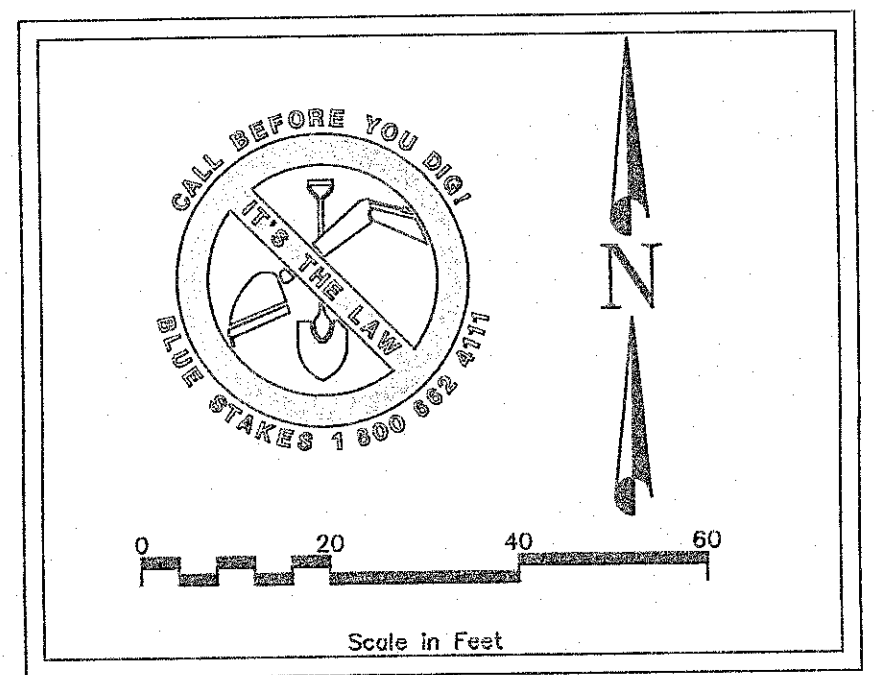 CALL BEFORE YOU DIG!
IT'S THE LAW
BLUE STAKES 1 800 662 4111
N
0 20 40 60
Scale in Feet